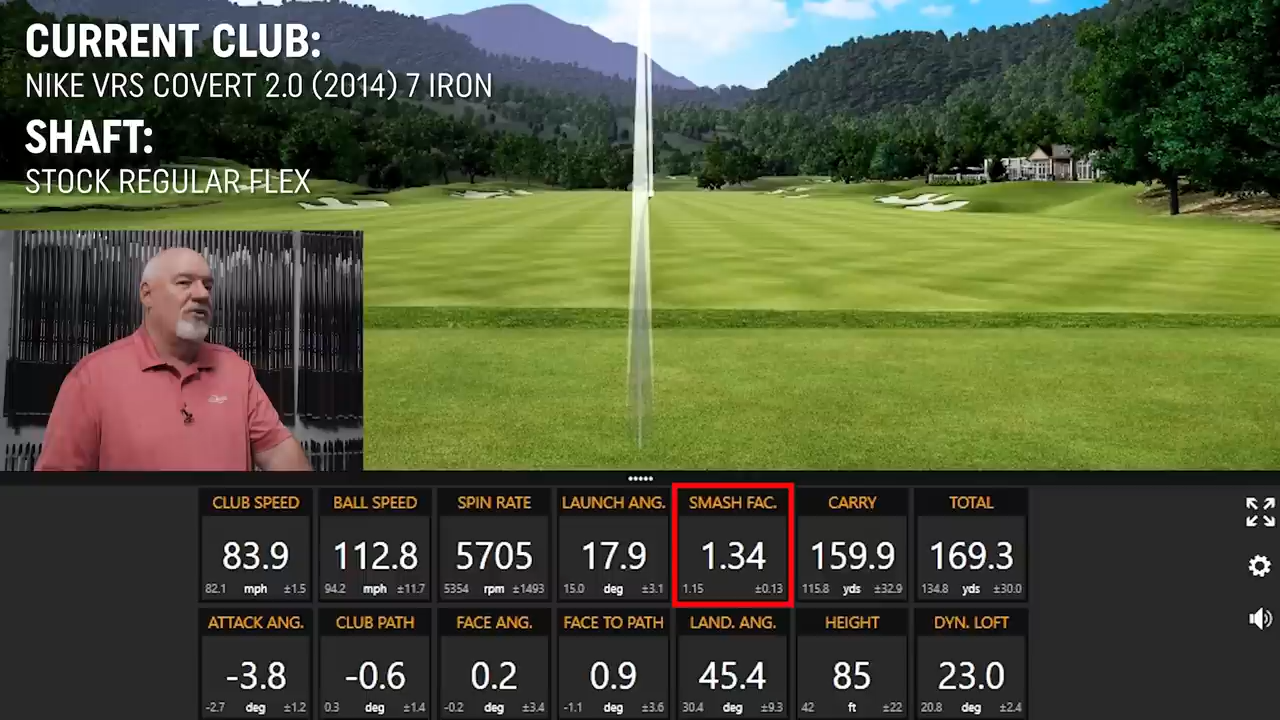 CURRENT CLUB:
NIKE VRS COVERT 2.0 (2014) 7 IRON
SHAFT:
STOCK REGULAR FLEX
CLUB SPEED BALL SPEED SPIN RATE LAUNCH ANG. SMASH FAC. CARRY TOTAL
83.9 112.8 5705 17.9 1.34 159.9 169.3
82.1 mph ±1.5 94.2 mph ±11.7 5354 rpm ±1493 15.0 deg ±3.1 1.15 ±0.13 115.8 yds ±32.9 134.8 yds ±30.0
ATTACK ANG. CLUB PATH FACE ANG. FACE TO PATH LAND. ANG. HEIGHT DYN. LOFT
-3.8 -0.6 0.2 0.9 45.4 85 23.0
-2.7 deg ±1.2 0.3 deg ±1.4 -0.2 deg ±3.4 -1.1 deg ±3.6 30.4 deg ±9.3 42 ft ±22 20.8 deg ±2.4